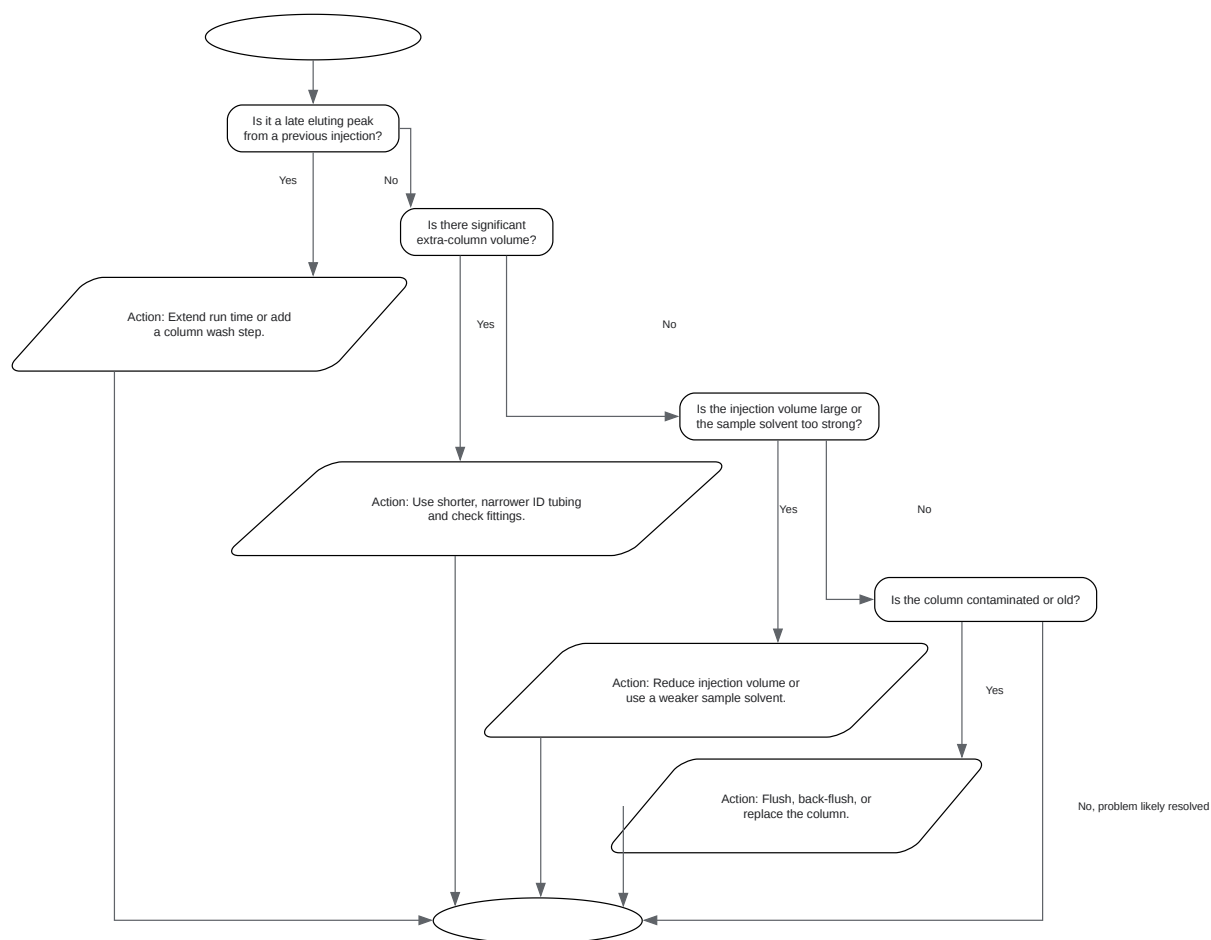 Is it a late eluting peak
from a previous injection?
Yes
No
Is there significant
extra-column volume?
Action: Extend run time or add
a column wash step.
Yes
No
Is the injection volume large or
the sample solvent too strong?
Action: Use shorter, narrower ID tubing
and check fittings.
Yes
No
Is the column contaminated or old?
Action: Reduce injection volume or
use a weaker sample solvent.
Yes
Action: Flush, back-flush, or
replace the column.
No, problem likely resolved